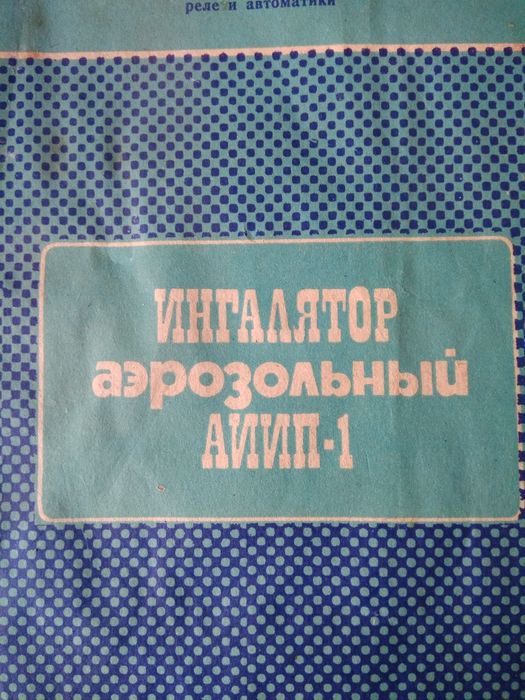 реле и автоматики
ИНГАЛЯТОР
аэрозольный
АИИП-1